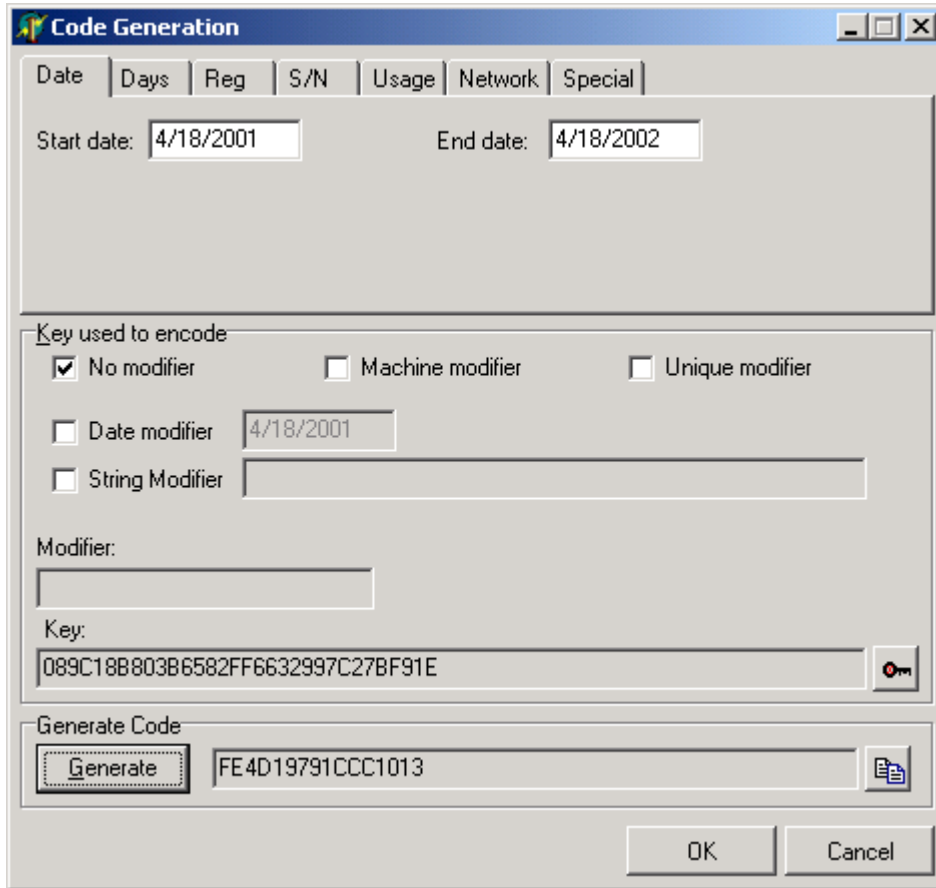 Code Generation
Date Days Reg S/N Usage Network Special
Start date: 4/18/2001 End date: 4/18/2002
Key used to encode
No modifier Machine modifier Unique modifier
Date modifier 4/18/2001
String Modifier
Modifier:
Key:
089C18B803B6582FF6632997C27BF91E
Generate Code
Generate FE4D19791CCC1013
OK Cancel